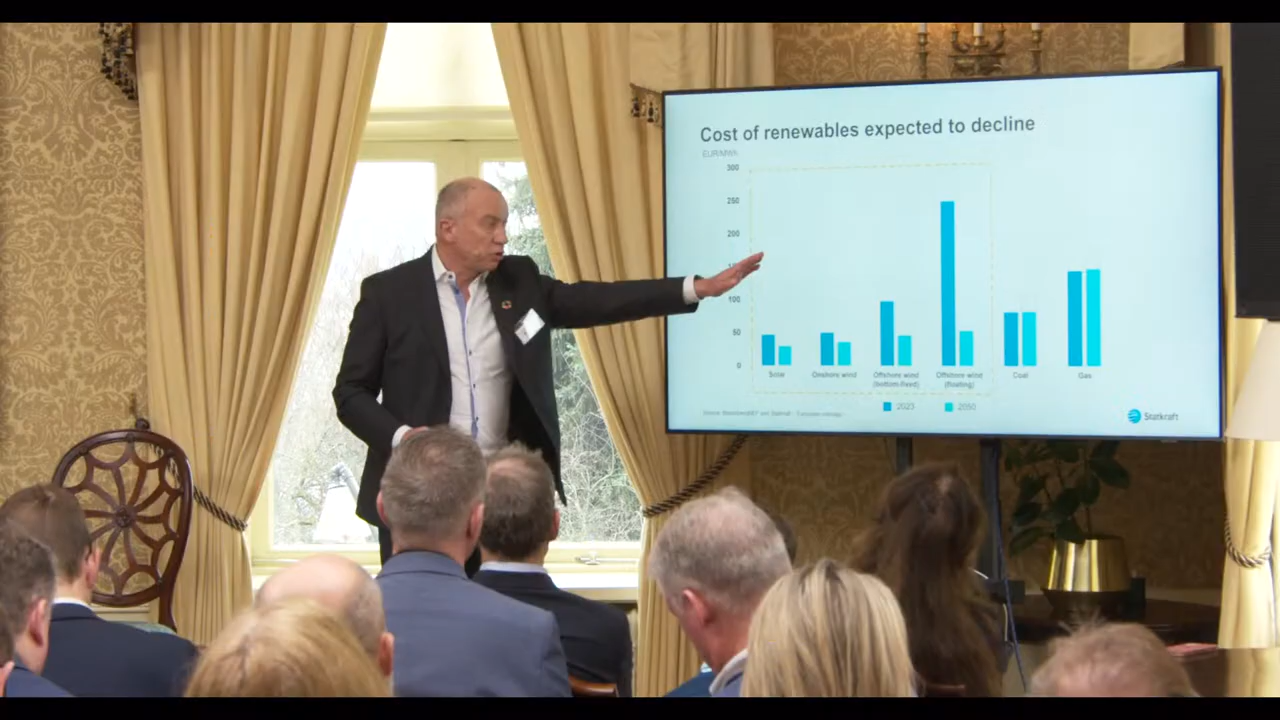 Cost of renewables expected to decline
EUR/MWh
300
250
200
100
50
0
Solar
Onshore wind
Offshore wind
(bottom-fixed)
Offshore wind
(floating)
Coal
Gas
2023
2050
Statkraft